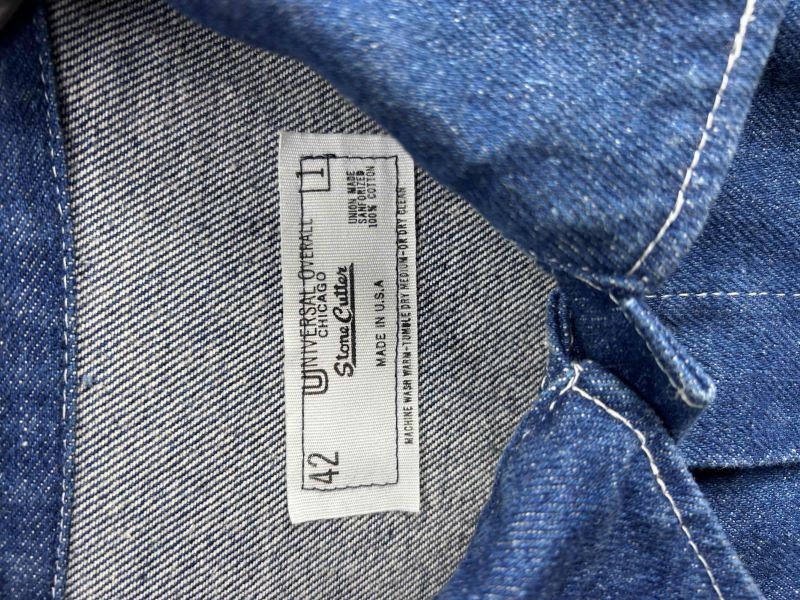 42
UNIVERSAL OVERALL
CHICAGO
Stone Cutter
MADE IN U.S.A
1
UNION MADE
SANFORIZED
100% COTTON
MACHINE WASH WARM-TUMBLE DRY MEDIUM-OR DRY CLEAN